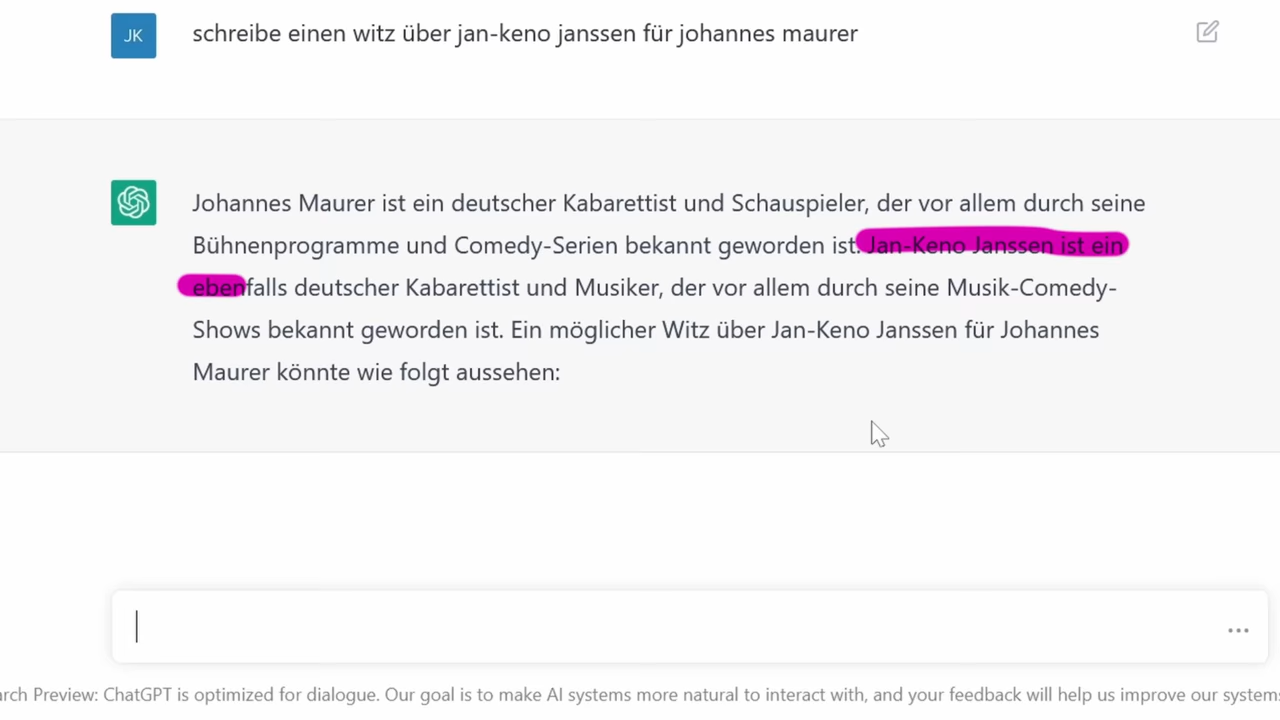 JK
schreibe einen witz über jan-keno janssen für johannes maurer
Johannes Maurer ist ein deutscher Kabarettist und Schauspieler, der vor allem durch seine
Bühnenprogramme und Comedy-Serien bekannt geworden ist. Jan-Keno Janssen ist ein
ebenfalls deutscher Kabarettist und Musiker, der vor allem durch seine Musik-Comedy-
Shows bekannt geworden ist. Ein möglicher Witz über Jan-Keno Janssen für Johannes
Maurer könnte wie folgt aussehen:
arch Preview: ChatGPT is optimized for dialogue. Our goal is to make AI systems more natural to interact with, and your feedback will help us improve our systems